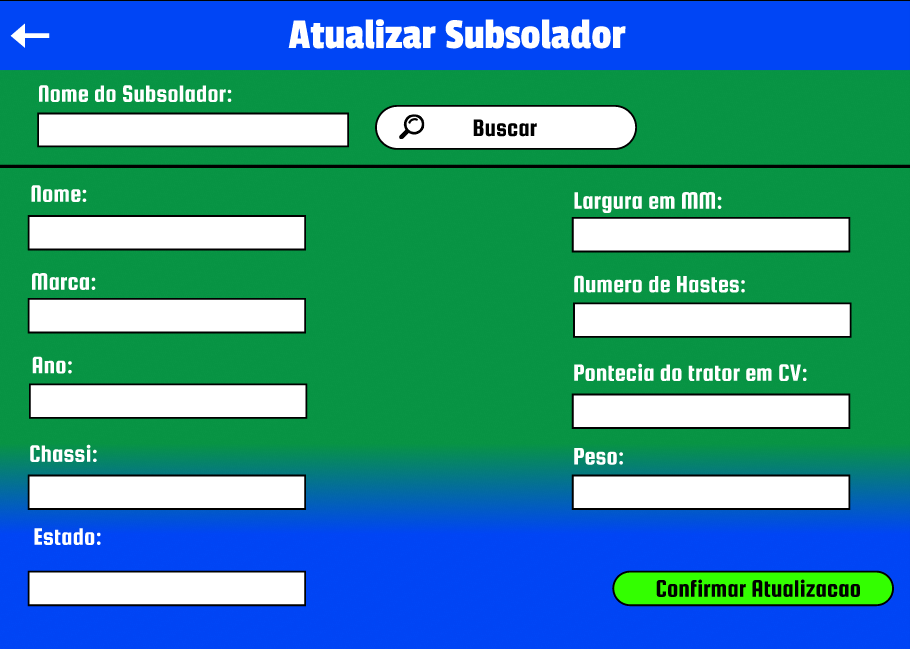 Atualizar Subsolador
Nome do Subsolador:
Buscar
Nome:
Marca:
Ano:
Chassi:
Estado:
Largura em MM:
Numero de Hastes:
Pontecia do trator em CV:
Peso:
Confirmar Atualizacao